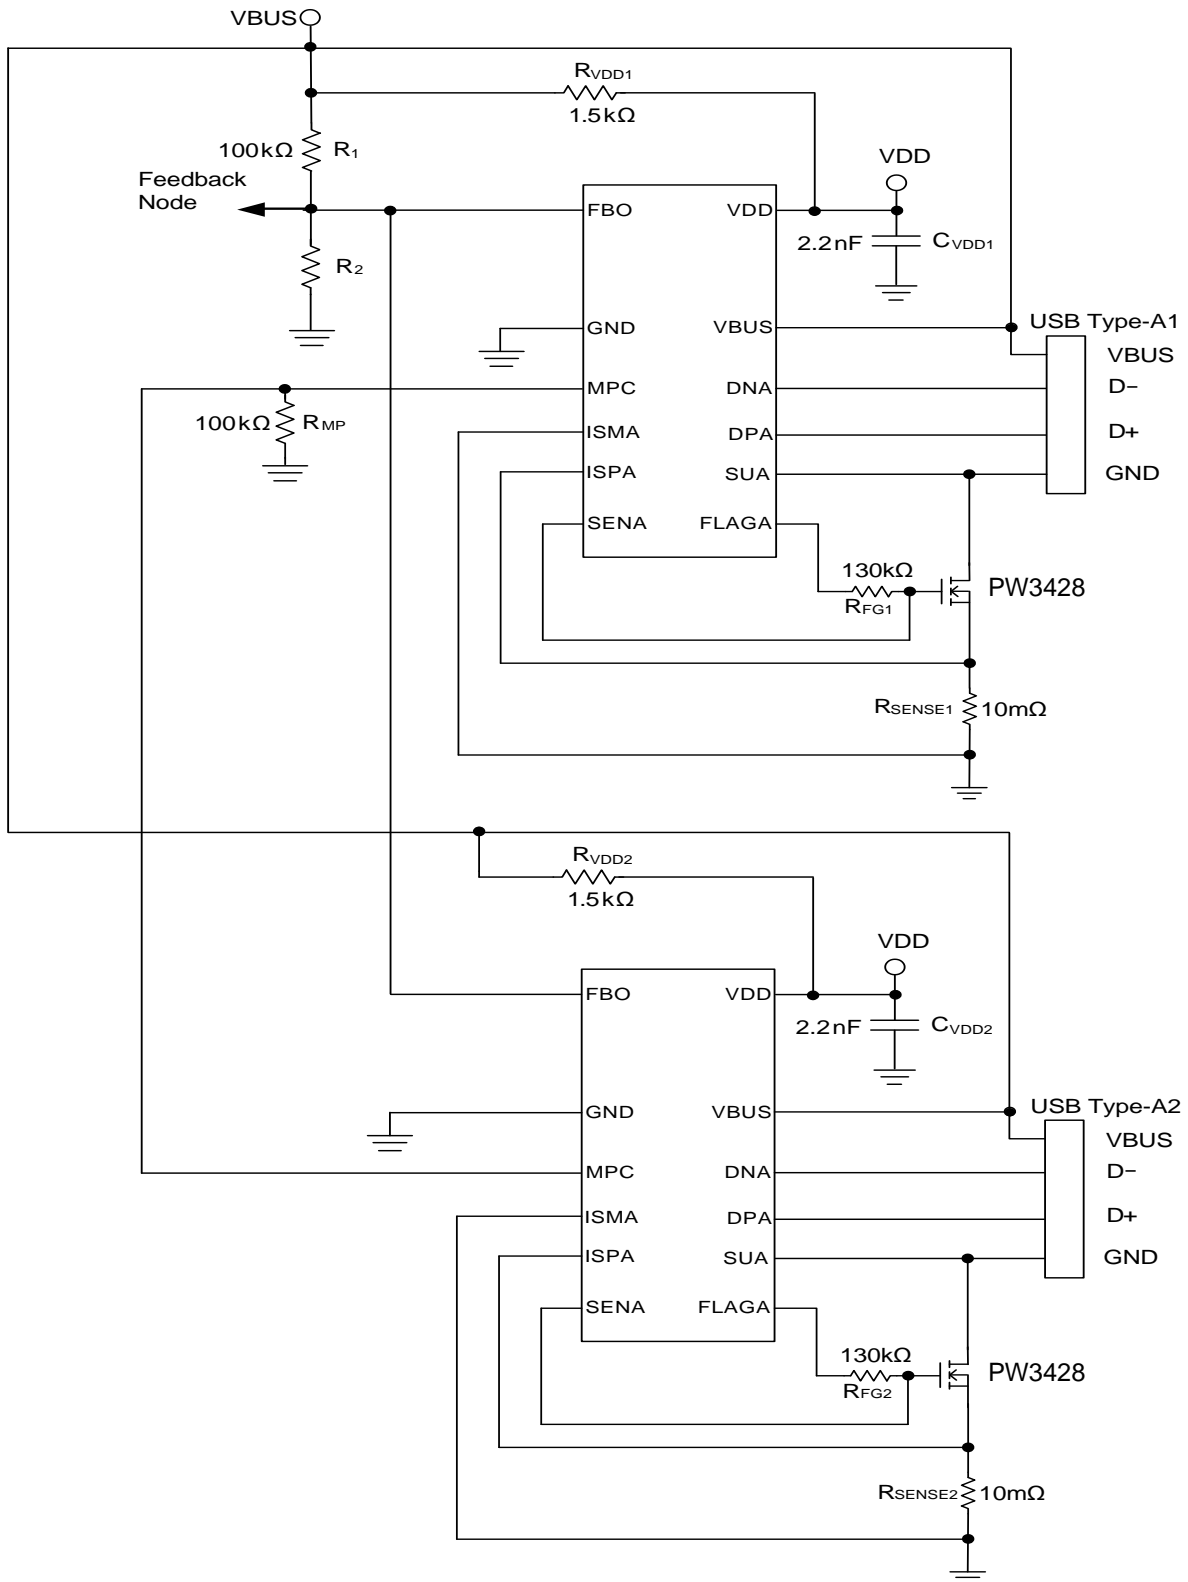 VBUS
RVDD1
1.5kΩ
100kΩ R1
VDD
Feedback
Node
FBO VDD
2.2nF CVDD1
R2
GND VBUS
USB Type-A1
VBUS
MPC DNA D−
100kΩ RMP
ISMA DPA D+
ISPA SUA GND
SENA FLAGA
130kΩ
RFG1
PW3428
RSENSE1 10mΩ
RVDD2
1.5kΩ
VDD
FBO VDD
2.2nF CVDD2
GND VBUS
USB Type-A2
VBUS
MPC DNA D−
ISMA DPA D+
ISPA SUA GND
SENA FLAGA
130kΩ
RFG2
PW3428
RSENSE2 10mΩ